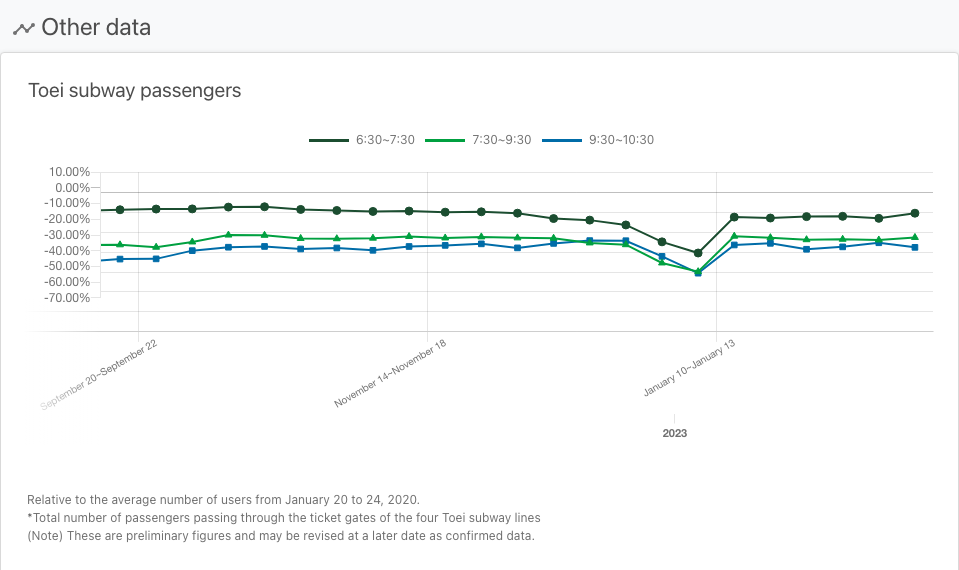 Other data
Toei subway passengers
6:30~7:30 7:30~9:30 9:30~10:30
10.00%
0.00%
-10.00%
-20.00%
-30.00%
-40.00%
-50.00%
-60.00%
-70.00%
September 20~September 22
November 14~November 18
January 10~January 13
2023
Relative to the average number of users from January 20 to 24, 2020.
*Total number of passengers passing through the ticket gates of the four Toei subway lines
(Note) These are preliminary figures and may be revised at a later date as confirmed data.